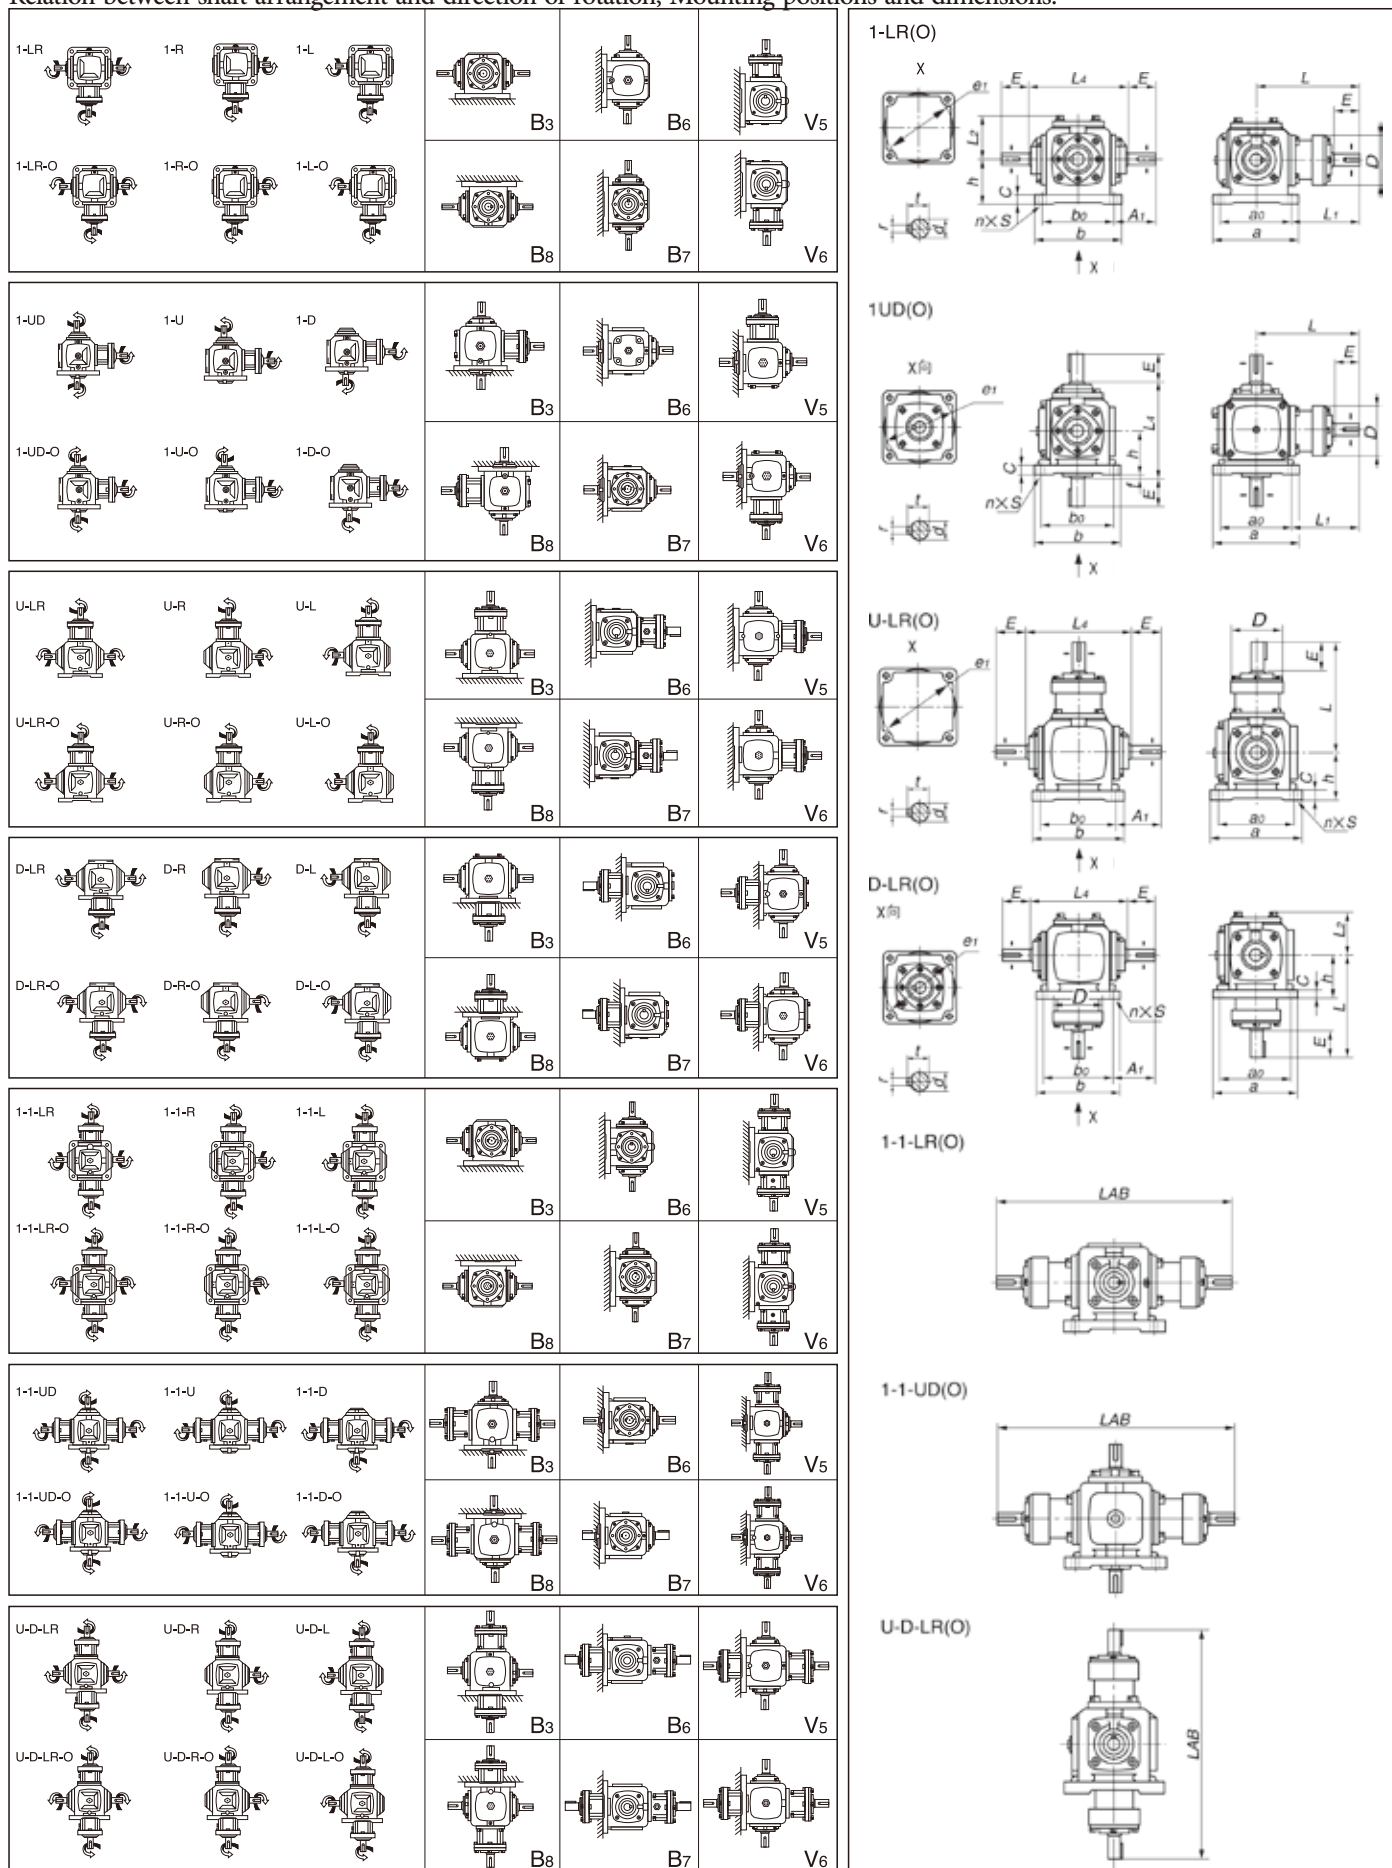 Relation between shaft arrangement and direction of rotation, Mounting positions and dimensions.
1-LR 1-R 1-L
B3 B6 V5
1-LR-O 1-R-O 1-L-O
B8 B7 V6
1-UD 1-U 1-D
B3 B6 V5
1-UD-O 1-U-O 1-D-O
B8 B7 V6
U-LR U-R U-L
B3 B6 V5
U-LR-O U-R-O U-L-O
B8 B7 V6
D-LR D-R D-L
B3 B6 V5
D-LR-O D-R-O D-L-O
B8 B7 V6
1-1-LR 1-1-R 1-1-L
B3 B6 V5
1-1-LR-O 1-1-R-O 1-1-L-O
B8 B7 V6
1-1-UD 1-1-U 1-1-D
B3 B6 V5
1-1-UD-O 1-1-U-O 1-1-D-O
B8 B7 V6
U-D-LR U-D-R U-D-L
B3 B6 V5
U-D-LR-O U-D-R-O U-D-L-O
B8 B7 V6
1-LR(O)
X
e1 E L4 E L E
L2 h C D
t r d
n×S b0 A1 a0 L1
b a
X
1UD(O)
X向
L E
e1 E L4 h f E C D
t r d
n×S b0 a0 L1
b a
X
U-LR(O)
X
E L4 E D E
e1 L h C
t r d
b0 A1 a0 n×S
b a
X
D-LR(O)
X向
E L4 E
e1 L2 h C L E
D n×S
t r d
b0 A1 a0
b a
X
1-1-LR(O)
LAB
1-1-UD(O)
LAB
U-D-LR(O)
LAB